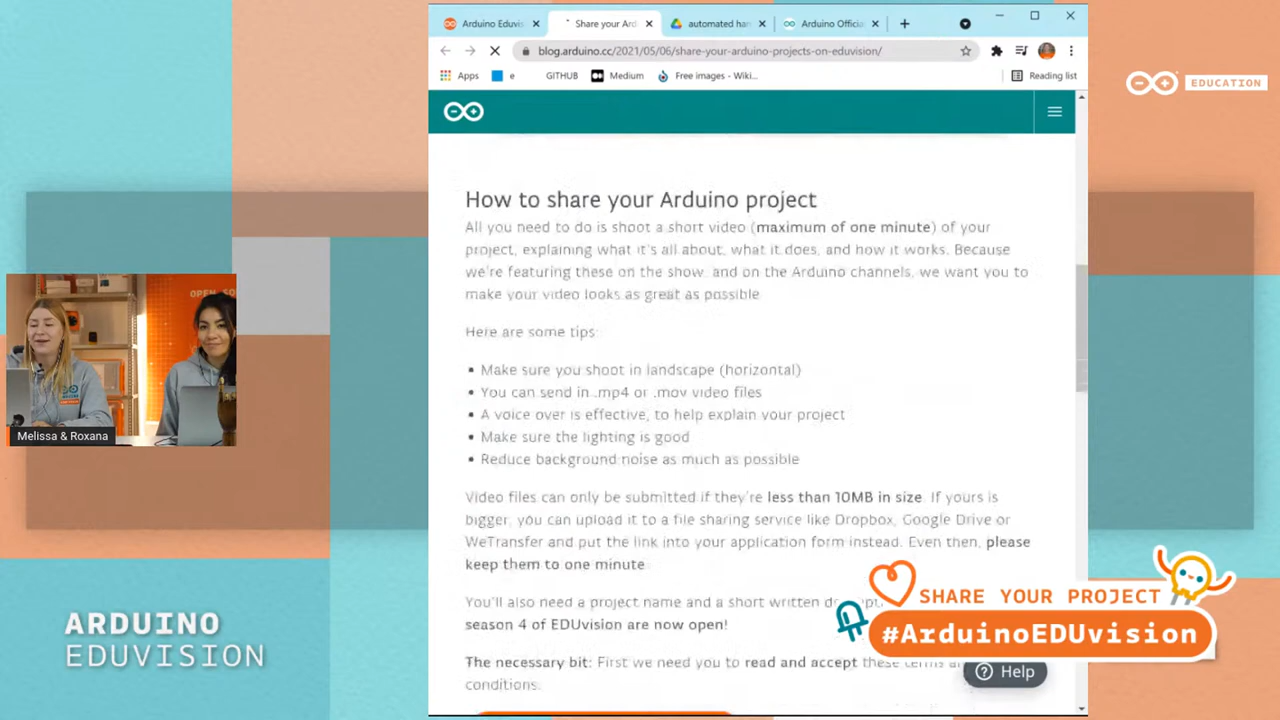 Arduino Eduvis
Share your Ard
automated han
Arduino Officia
blog.arduino.cc/2021/05/06/share-your-arduino-projects-on-eduvision/
Apps
e
GITHUB
Medium
Free images - Wiki...
Reading list
EDUCATION
How to share your Arduino project
All you need to do is shoot a short video (maximum of one minute) of your
project, explaining what it's all about, what it does, and how it works. Because
we're featuring these on the show, and on the Arduino channels, we want you to
make your video looks as great as possible
Here are some tips:
Make sure you shoot in landscape (horizontal)
You can send in .mp4 or .mov video files
A voice over is effective, to help explain your project
Make sure the lighting is good
Reduce background noise as much as possible
Video files can only be submitted if they're less than 10MB in size. If yours is
bigger, you can upload it to a file sharing service like Dropbox, Google Drive or
WeTransfer and put the link into your application form instead. Even then, please
keep them to one minute
You'll also need a project name and a short written
season 4 of EDUvision are now open!
The necessary bit: First we need you to read and accept these terms
conditions.
OPEN SO
Melissa & Roxana
SHARE YOUR PROJECT
#ArduinoEDUvision
Help
ARDUINO
EDUVISION